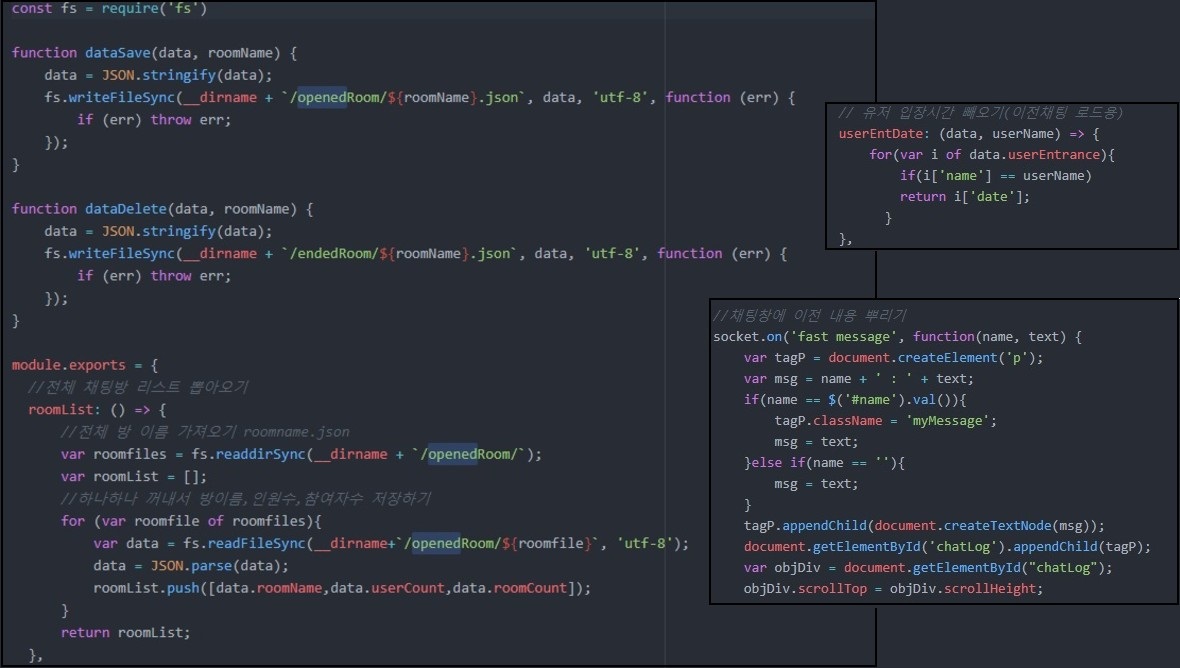 const fs = require('fs')
function dataSave(data, roomName) {
data = JSON.stringify(data);
fs.writeFileSync(__dirname + `/openedRoom/${roomName}.json`, data, 'utf-8', function (err) {
if (err) throw err;
});
}
function dataDelete(data, roomName) {
data = JSON.stringify(data);
fs.writeFileSync(__dirname + `/endedRoom/${roomName}.json`, data, 'utf-8', function (err) {
if (err) throw err;
});
}
module.exports = {
//전체 채팅방 리스트 뽑아오기
roomList: () => {
//전체 방 이름 가져오기 roomname.json
var roomfiles = fs.readdirSync(__dirname + `/openedRoom/`);
var roomList = [];
//하나하나 꺼내서 방이름,인원수,참여자수 저장하기
for (var roomfile of roomfiles){
var data = fs.readFileSync(__dirname+`/openedRoom/${roomfile}`, 'utf-8');
data = JSON.parse(data);
roomList.push([data.roomName,data.userCount,data.roomCount]);
}
return roomList;
},
// 유저 입장시간 빼오기(이전채팅 로드용)
userEntDate: (data, userName) => {
for(var i of data.userEntrance){
if(i['name'] == userName)
return i['date'];
}
},
//채팅창에 이전 내용 뿌리기
socket.on('fast message', function(name, text) {
var tagP = document.createElement('p');
var msg = name + ' : ' + text;
if(name == $('#name').val()){
tagP.className = 'myMessage';
msg = text;
}else if(name == ''){
msg = text;
}
tagP.appendChild(document.createTextNode(msg));
document.getElementById('chatLog').appendChild(tagP);
var objDiv = document.getElementById("chatLog");
objDiv.scrollTop = objDiv.scrollHeight;